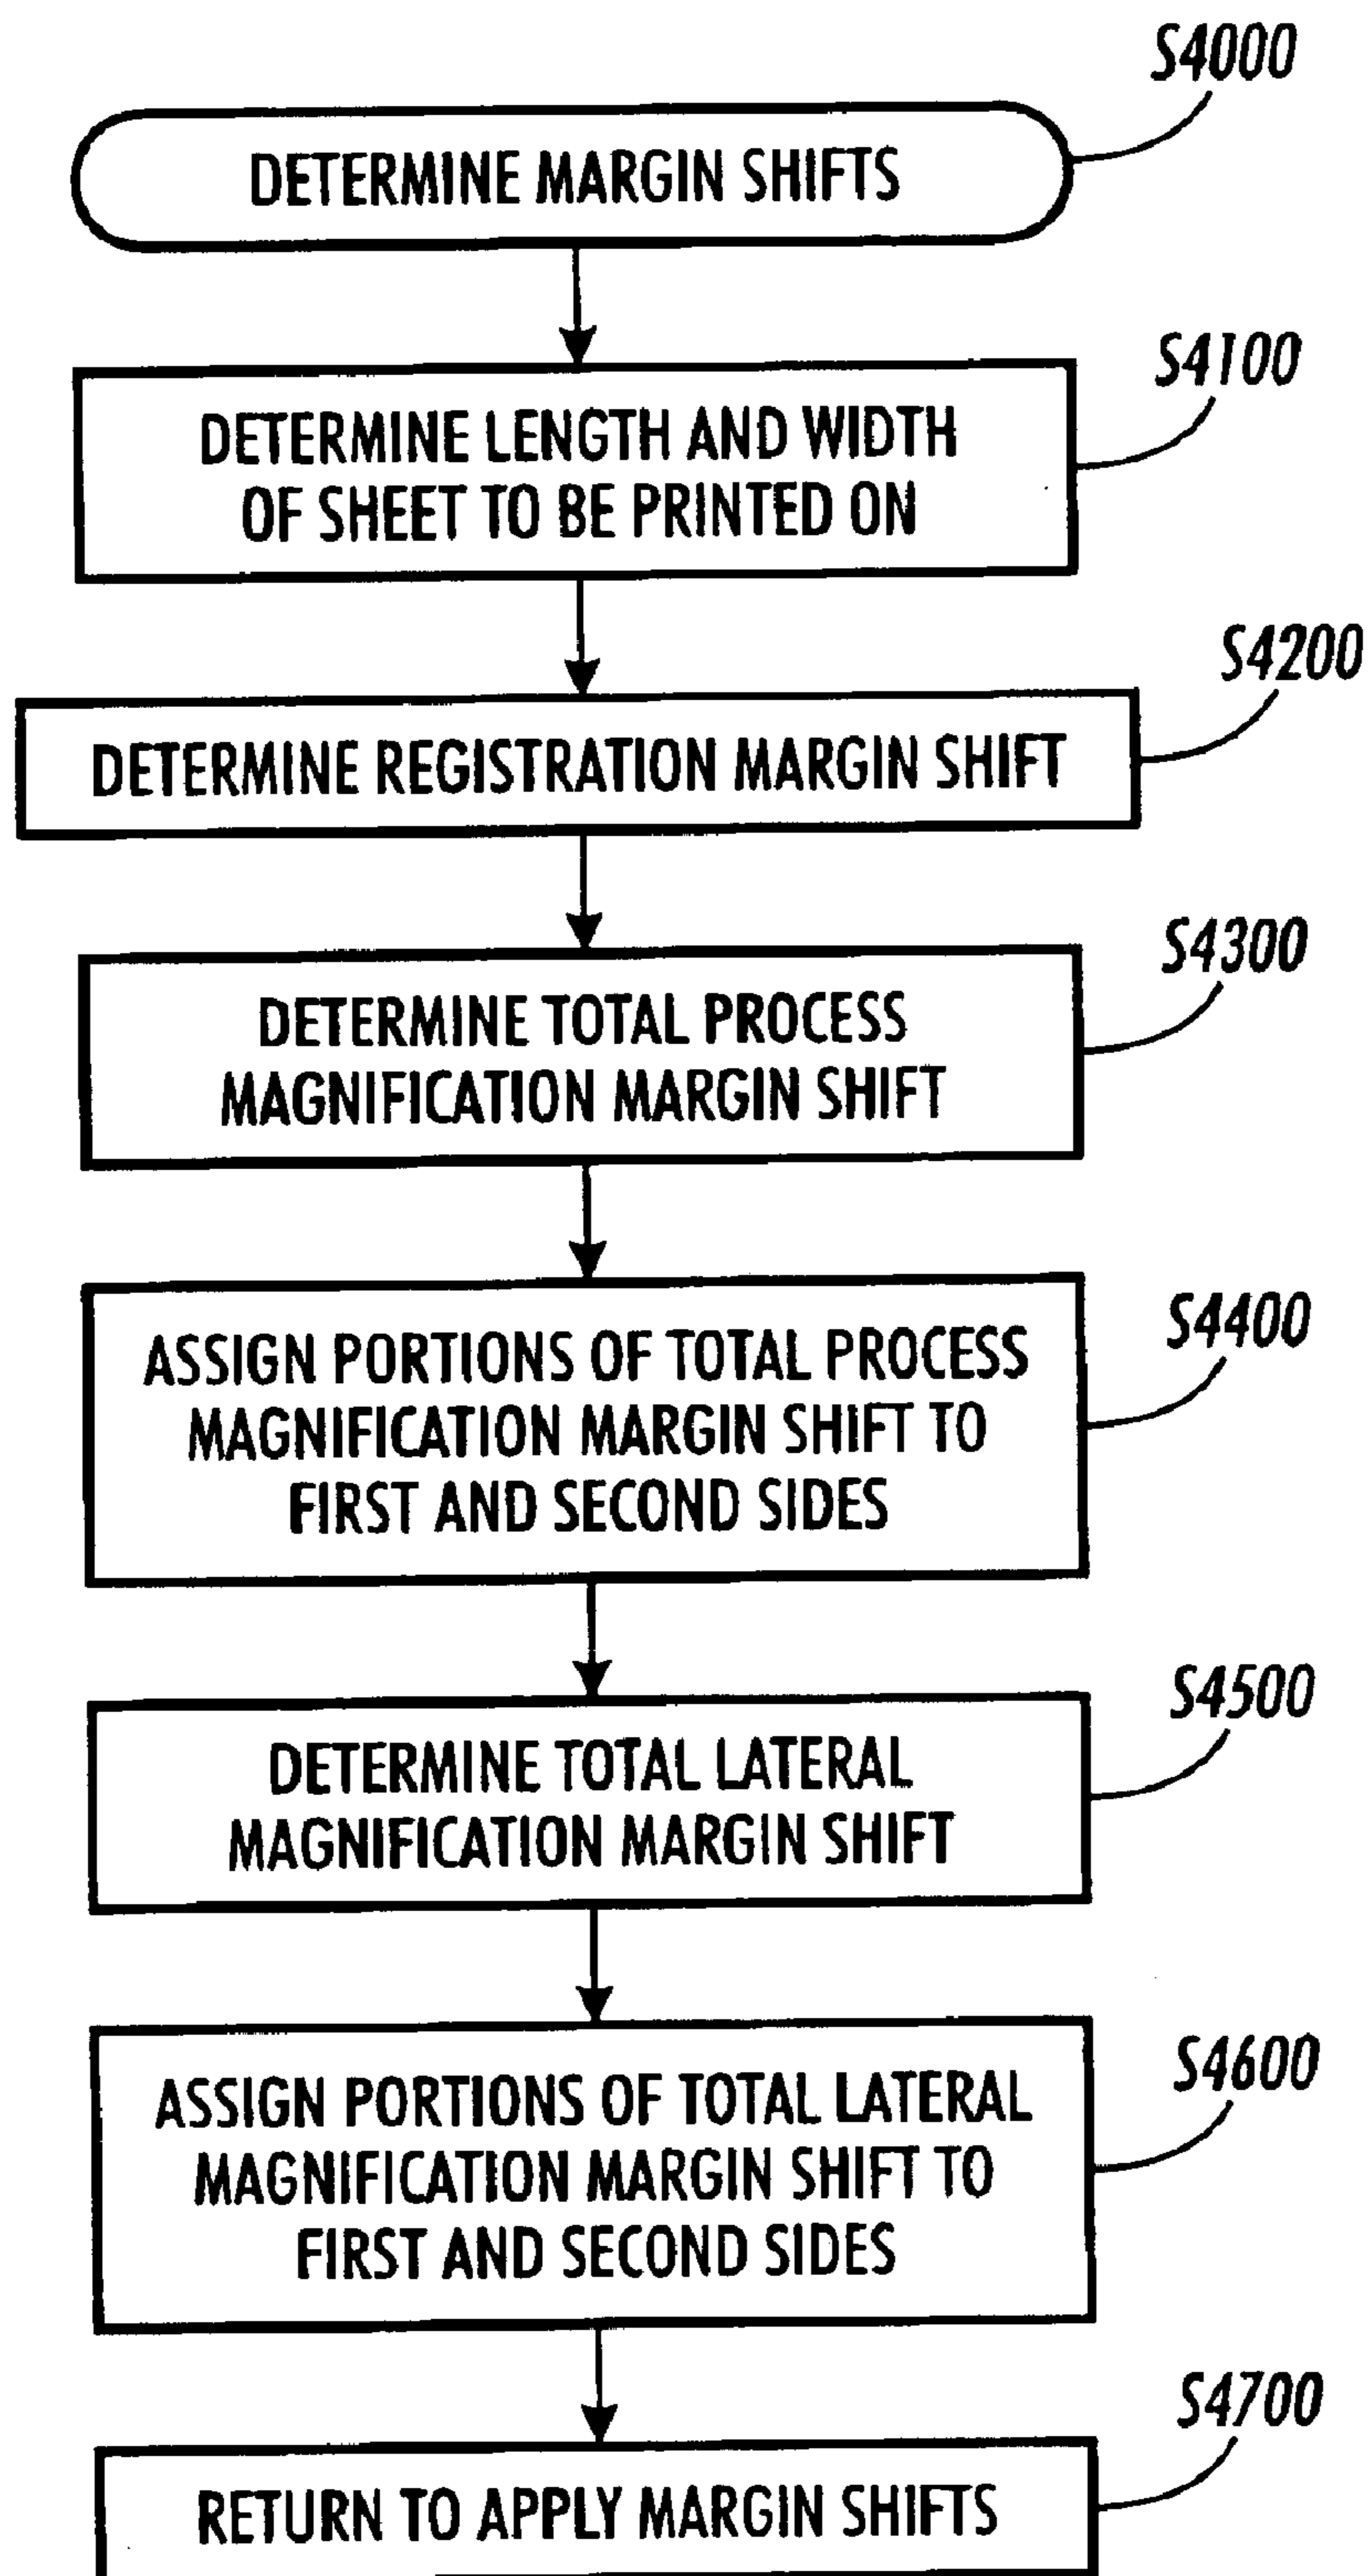 S4000
DETERMINE MARGIN SHIFTS
S4100
DETERMINE LENGTH AND WIDTH
OF SHEET TO BE PRINTED ON
S4200
DETERMINE REGISTRATION MARGIN SHIFT
S4300
DETERMINE TOTAL PROCESS
MAGNIFICATION MARGIN SHIFT
S4400
ASSIGN PORTIONS OF TOTAL PROCESS
MAGNIFICATION MARGIN SHIFT TO
FIRST AND SECOND SIDES
S4500
DETERMINE TOTAL LATERAL
MAGNIFICATION MARGIN SHIFT
S4600
ASSIGN PORTIONS OF TOTAL LATERAL
MAGNIFICATION MARGIN SHIFT TO
FIRST AND SECOND SIDES
S4700
RETURN TO APPLY MARGIN SHIFTS